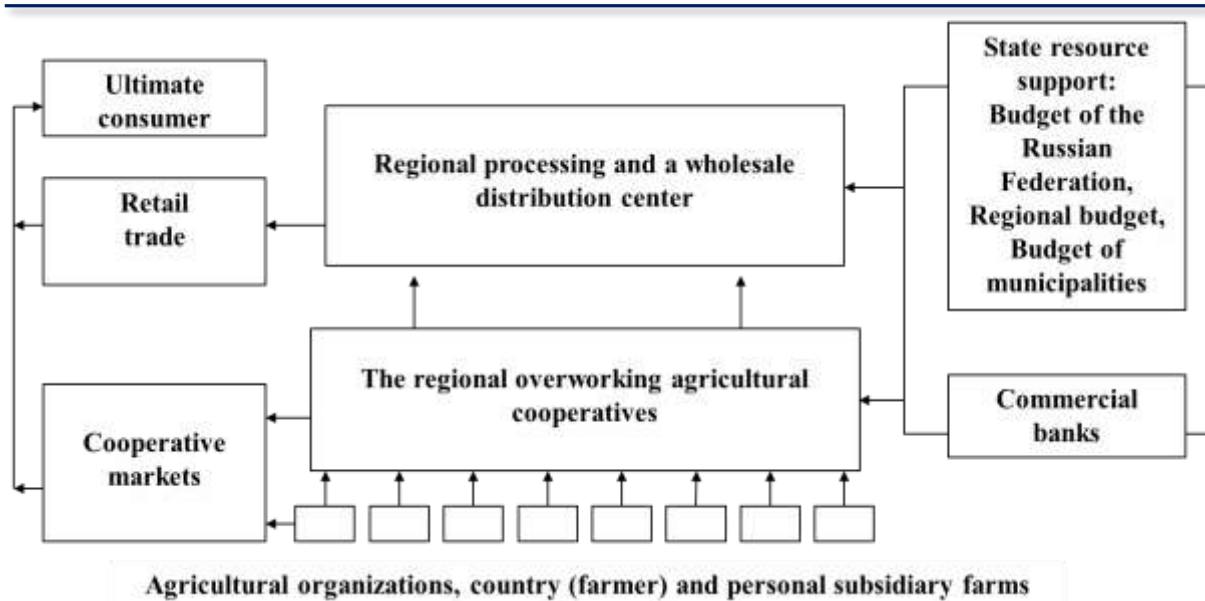 Ultimate
consumer
Retail
trade
Cooperative
markets
Regional processing and a wholesale
distribution center
The regional overworking agricultural
cooperatives
State resource
support:
Budget of the
Russian
Federation,
Regional budget,
Budget of
municipalities
Commercial
banks
Agricultural organizations, country (farmer) and personal subsidiary farms